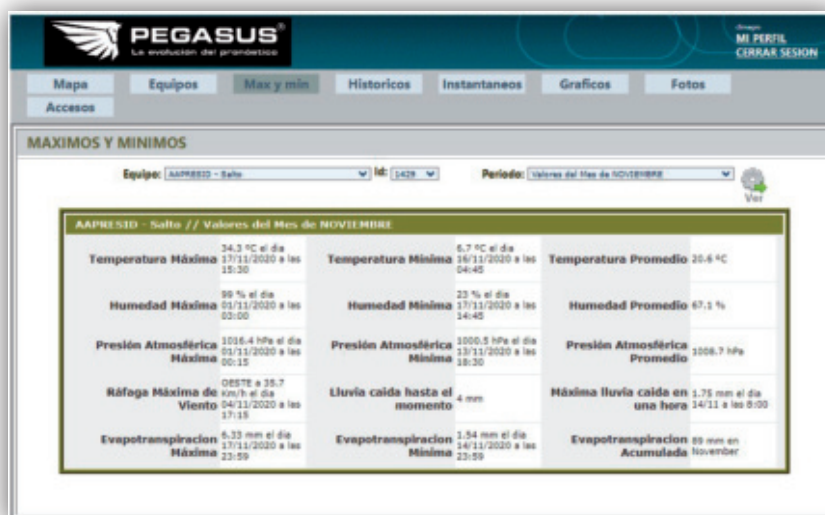 PEGASUS®
La evolución del pronóstico
MI PERFIL
CERRAR SESION
Mapa Equipos Max y min Historicos Instantaneos Graficos Fotos
Accesos
MAXIMOS Y MINIMOS
Equipo: AAPRESID - Salto Id: 1429 Periodo: Valores del Mes de NOVIEMBRE
Ver
AAPRESID - Salto // Valores del Mes de NOVIEMBRE
Temperatura Máxima
34.3 ºC el dia
17/11/2020 a las
15:30
Temperatura Mínima
6.7 ºC el dia
16/11/2020 a las
04:45
Temperatura Promedio 20.6 ºC
Humedad Máxima
99 % el dia
01/11/2020 a las
03:00
Humedad Mínima
23 % el dia
17/11/2020 a las
14:45
Humedad Promedio 67.1 %
Presión Atmosférica
Máxima
1016.4 hPa el dia
01/11/2020 a las
00:15
Presión Atmosférica
Mínima
1000.5 hPa el dia
13/11/2020 a las
18:30
Presión Atmosférica
Promedio
1008.7 hPa
Ráfaga Máxima de
Viento
OESTE a 35.7
Km/h el dia
04/11/2020 a las
17:15
Lluvia caida hasta el
momento
4 mm
Máxima lluvia caida en
una hora
1.75 mm el dia
14/11 a las 8:00
Evapotranspiracion
Máxima
6.33 mm el dia
17/11/2020 a las
23:59
Evapotranspiracion
Mínima
1.54 mm el dia
14/11/2020 a las
23:59
Evapotranspiracion
Acumulada
89 mm en
November